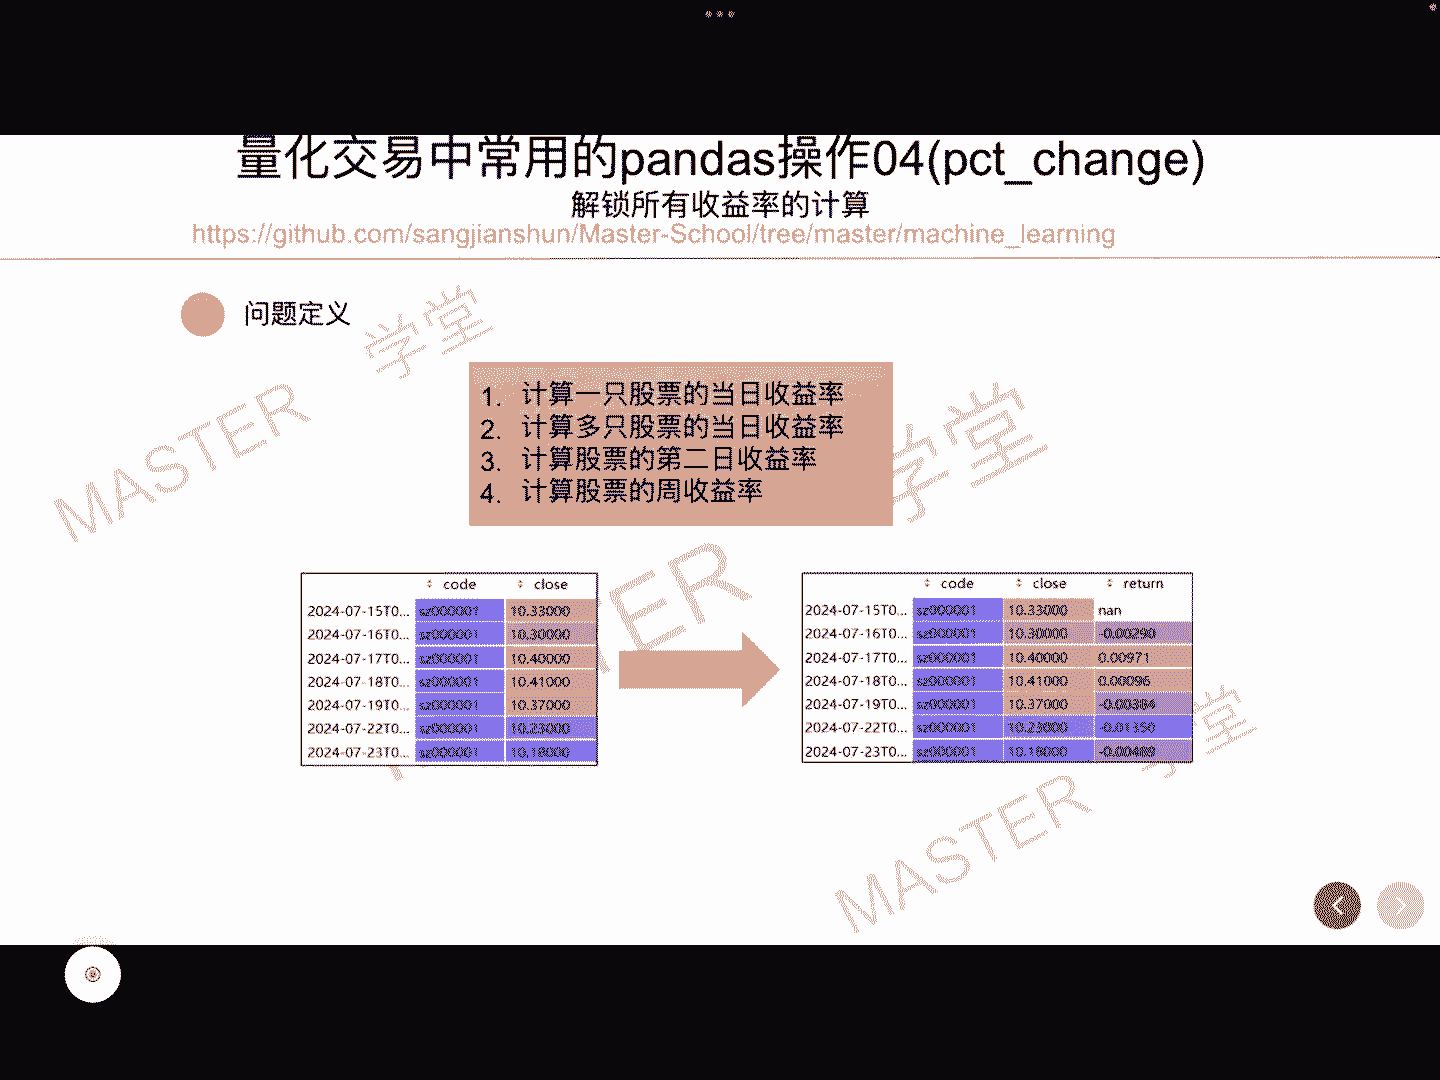 量化交易中常用的pandas操作04(pct_change)
解锁所有收益率的计算
https://github.com/sangjianshun/Master-School/tree/master/machine_learning
问题定义
1. 计算一只股票的当日收益率
2. 计算多只股票的当日收益率
3. 计算股票的第二日收益率
4. 计算股票的周收益率
code close
2024-07-15T0... sz000001 10.33000
2024-07-16T0... sz000001 10.30000
2024-07-17T0... sz000001 10.40000
2024-07-18T0... sz000001 10.41000
2024-07-19T0... sz000001 10.37000
2024-07-22T0... sz000001 10.23000
2024-07-23T0... sz000001 10.18000
code close return
2024-07-15T0... sz000001 10.33000 nan
2024-07-16T0... sz000001 10.30000 -0.00290
2024-07-17T0... sz000001 10.40000 0.00971
2024-07-18T0... sz000001 10.41000 0.00096
2024-07-19T0... sz000001 10.37000 -0.00384
2024-07-22T0... sz000001 10.23000 -0.01350
2024-07-23T0... sz000001 10.18000 -0.00489
MASTER 学堂
MASTER 学堂
MASTER 学堂